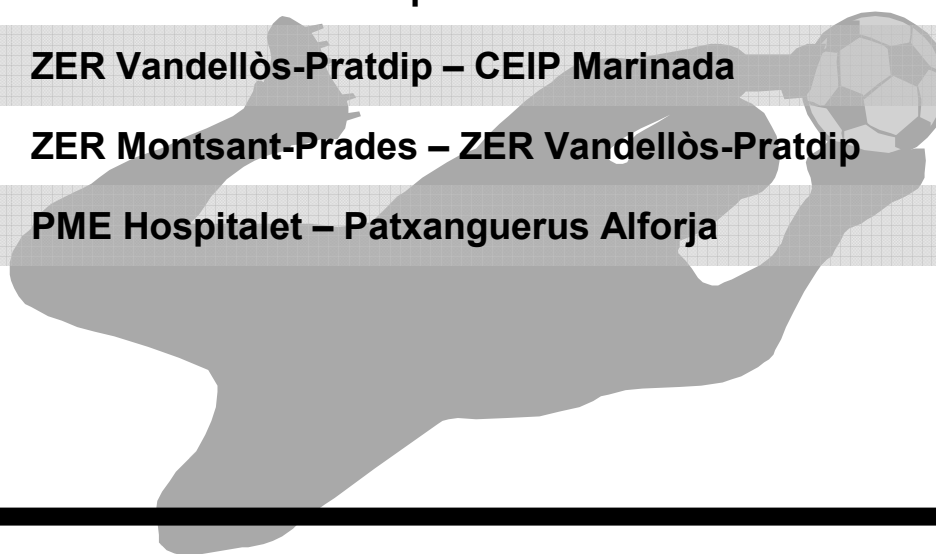 ZER Vandellòs-Pratdip – CEIP Marinada
ZER Montsant-Prades – ZER Vandellòs-Pratdip
PME Hospitalet – Patxanguerus Alforja